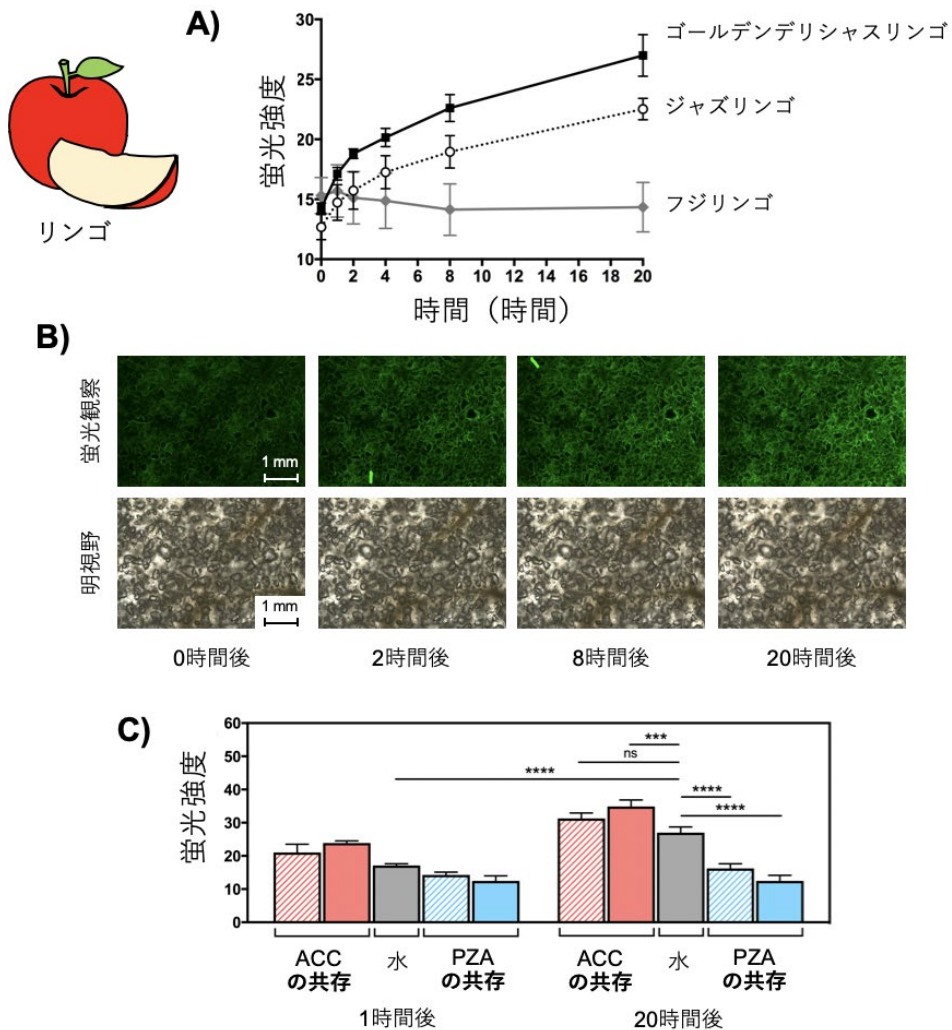 A)
リンゴ
蛍光強度
30
25
20
15
10
0 2 4 6 8 10 12 14 16 18 20
時間（時間）
ゴールデンデリシャスリンゴ
ジャズリンゴ
フジリンゴ
B)
蛍光観察
1 mm
明視野
1 mm
0時間後 2時間後 8時間後 20時間後
C)
蛍光強度
60
50
40
30
20
10
0
***
ns
****
****
****
ACC
の共存
水
PZA
の共存
ACC
の共存
水
PZA
の共存
1時間後
20時間後